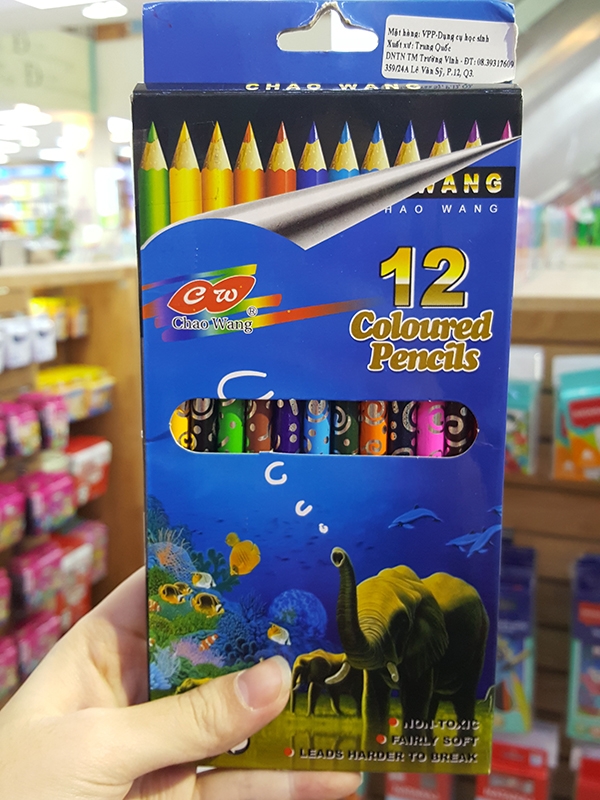 Mặt hàng: VPP-Dụng cụ học sinh
Xuất xứ: Trung Quốc
DNTN TM Trường Vinh - ĐT: 08.39317609
359/24A Lê Văn Sỹ, P.12, Q3.
CHAO WANG
WANG
HAO WANG
CW
®
Chao Wang
12
Coloured
Pencils
NON-TOXIC
FAIRLY SOFT
LEADS HARDER TO BREAK